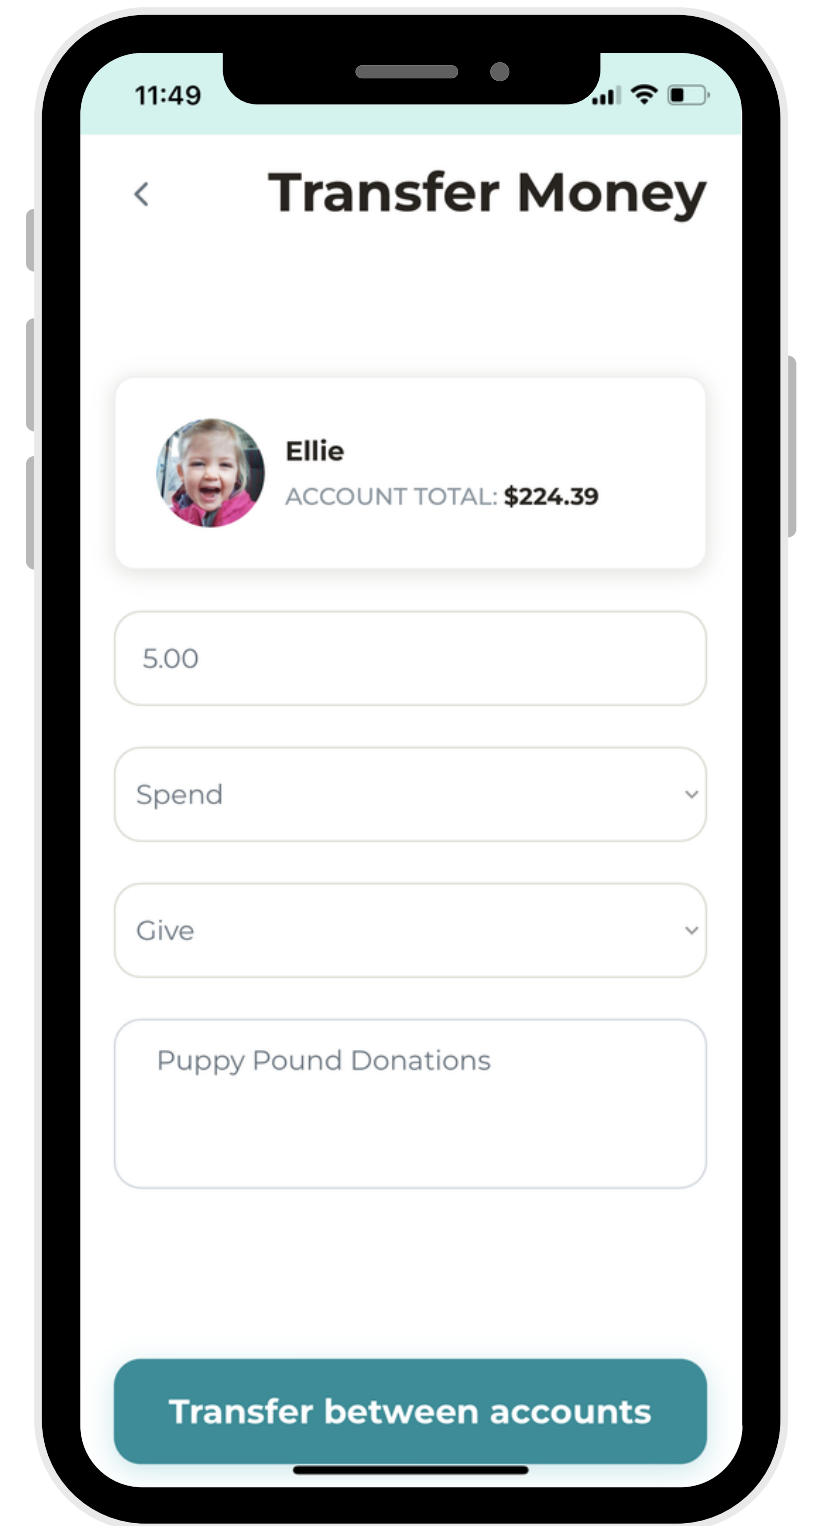 11:49
Transfer Money
Ellie
ACCOUNT TOTAL: $224.39
5.00
Spend
Give
Puppy Pound Donations
Transfer between accounts